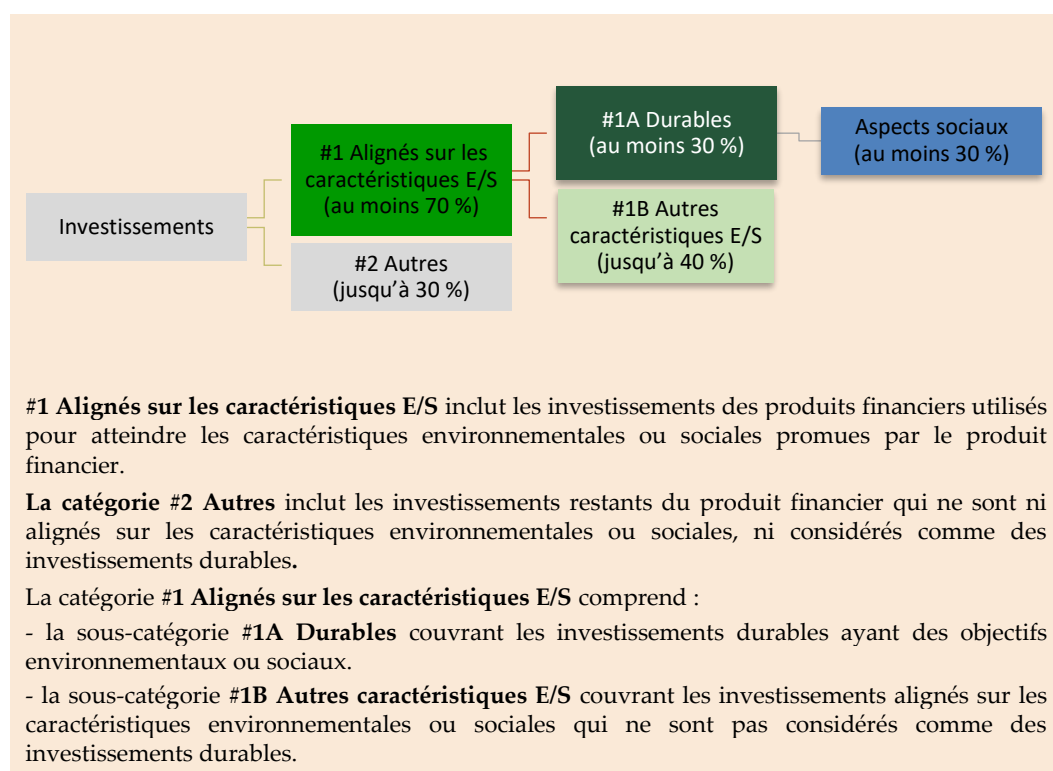 #1A Durables
(au moins 30 %)
Aspects sociaux
(au moins 30 %)
#1 Alignés sur les
caractéristiques E/S
(au moins 70 %)
Investissements
#1B Autres
caractéristiques E/S
(jusqu’à 40 %)
#2 Autres
(jusqu’à 30 %)
#1 Alignés sur les caractéristiques E/S inclut les investissements des produits financiers utilisés
pour atteindre les caractéristiques environnementales ou sociales promues par le produit
financier.
La catégorie #2 Autres inclut les investissements restants du produit financier qui ne sont ni
alignés sur les caractéristiques environnementales ou sociales, ni considérés comme des
investissements durables.
La catégorie #1 Alignés sur les caractéristiques E/S comprend :
- la sous-catégorie #1A Durables couvrant les investissements durables ayant des objectifs
environnementaux ou sociaux.
- la sous-catégorie #1B Autres caractéristiques E/S couvrant les investissements alignés sur les
caractéristiques environnementales ou sociales qui ne sont pas considérés comme des
investissements durables.